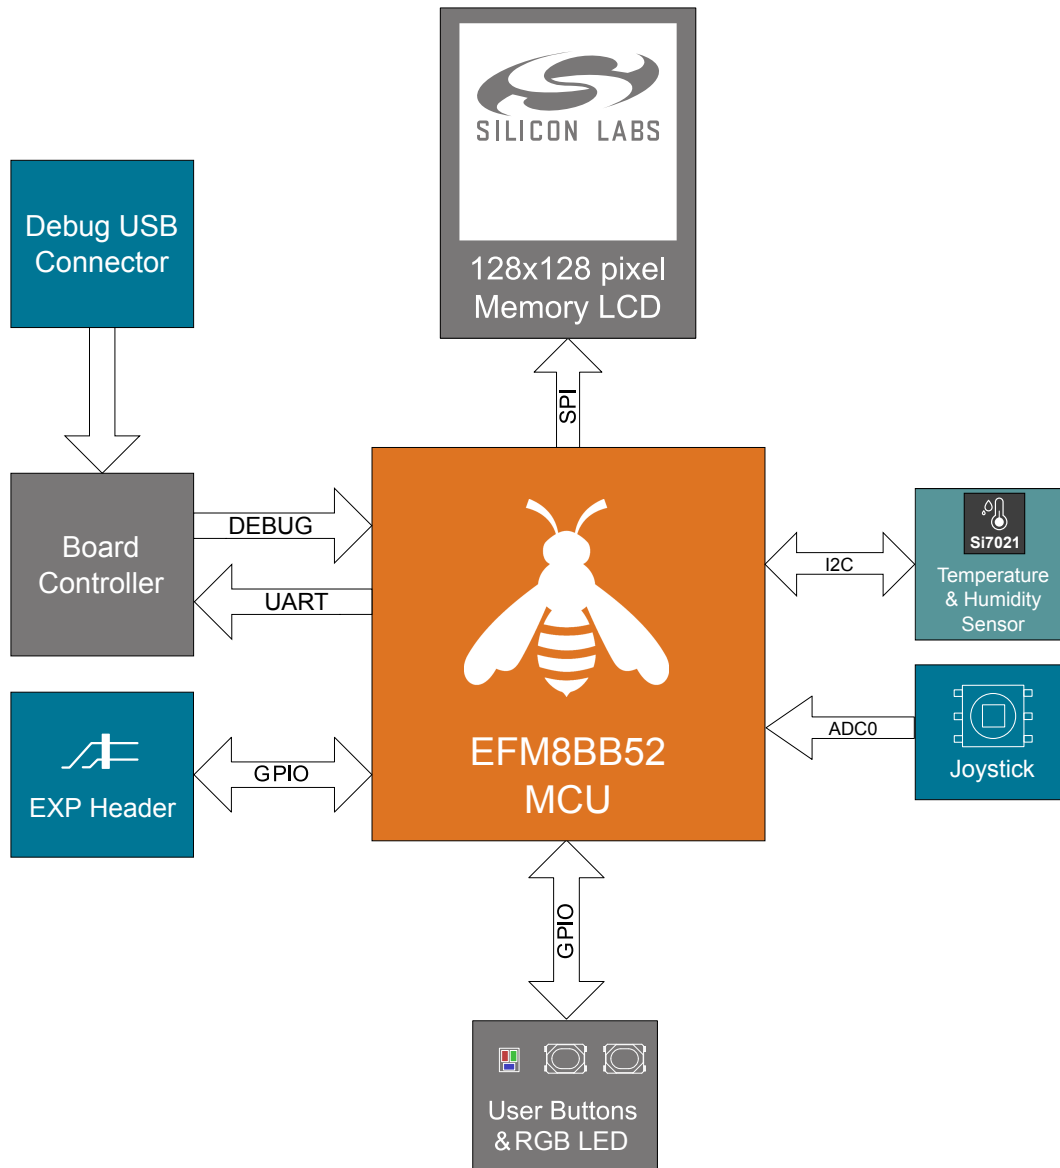 SILICON LABS
128x128 pixel
Memory LCD
Debug USB
Connector
SPI
Board
Controller
DEBUG
UART
EFM8BB52
MCU
I2C
Si7021
Temperature
& Humidity
Sensor
ADC0
Joystick
GPIO
EXP Header
GPIO
User Buttons
& RGB LED